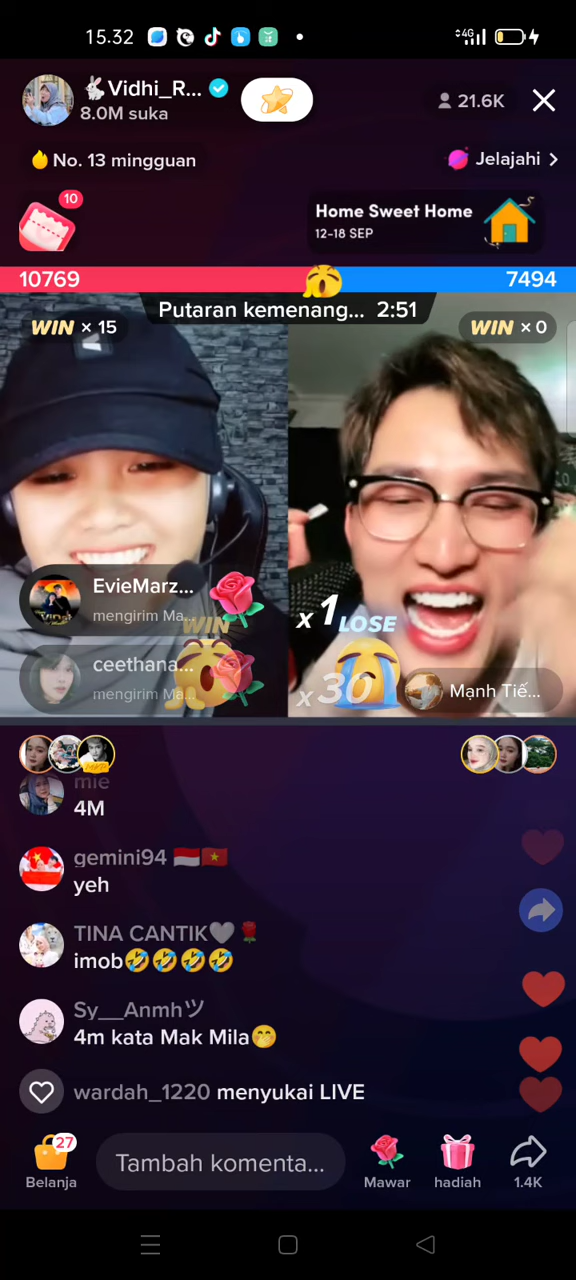 15.32
4G
Vidhi_R...
8.0M suka
21.6K
No. 13 mingguan
Jelajahi
10
Home Sweet Home
12-18 SEP
10769
7494
Putaran kemenang... 2:51
WIN x 15
WIN x 0
EvieMarz...
mengirim Ma...
x 1
WIN
LOSE
ceethana...
mengirim Ma...
x 30
Mạnh Tiế...
mie
4M
gemini94 🇮🇩🇻🇳
yeh
TINA CANTIK🤍🌹
imob🤣🤣🤣🤣
Sy__Anmhツ
4m kata Mak Mila🤭
wardah_1220 menyukai LIVE
27
Tambah komenta...
Belanja
Mawar
hadiah
1.4K